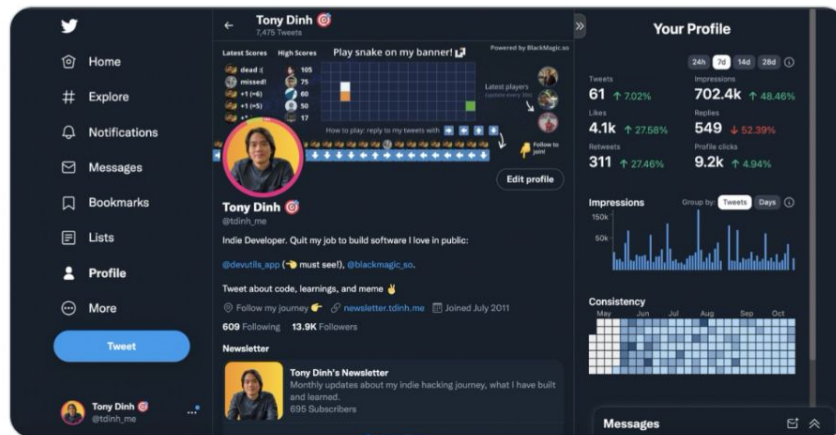 Home
Explore
Notifications
Messages
Bookmarks
Lists
Profile
More
Tweet
Tony Dinh
@tdinh_me
Tony Dinh
7,475 Tweets
Latest Scores High Scores Play snake on my banner! Powered by BlackMagic.so
dead :( 105
missed! 75
+1 (=6) 60
+1 (=5) 50
17
Latest players
How to play: reply to my tweets with
Follow to
join!
Edit profile
Tony Dinh
@tdinh_me
Indie Developer. Quit my job to build software I love in public:
@devutils_app (👈 must see!), @blackmagic_so.
Tweet about code, learnings, and meme ✌️
Follow my journey 👉 newsletter.tdinh.me Joined July 2011
609 Following 13.9K Followers
Newsletter
Tony Dinh's Newsletter
Monthly updates about my indie hacking journey, what I have built
and learned.
695 Subscribers
Your Profile
24h 7d 14d 28d
Tweets Impressions
61 ↑ 7.02% 702.4k ↑ 48.46%
Likes Replies
4.1k ↑ 27.58% 549 ↓ 52.39%
Retweets Profile clicks
311 ↑ 27.46% 9.2k ↑ 4.94%
Impressions Group by: Tweets Days
150k
50k
Consistency
May Jun Jul Aug Sep Oct
Messages